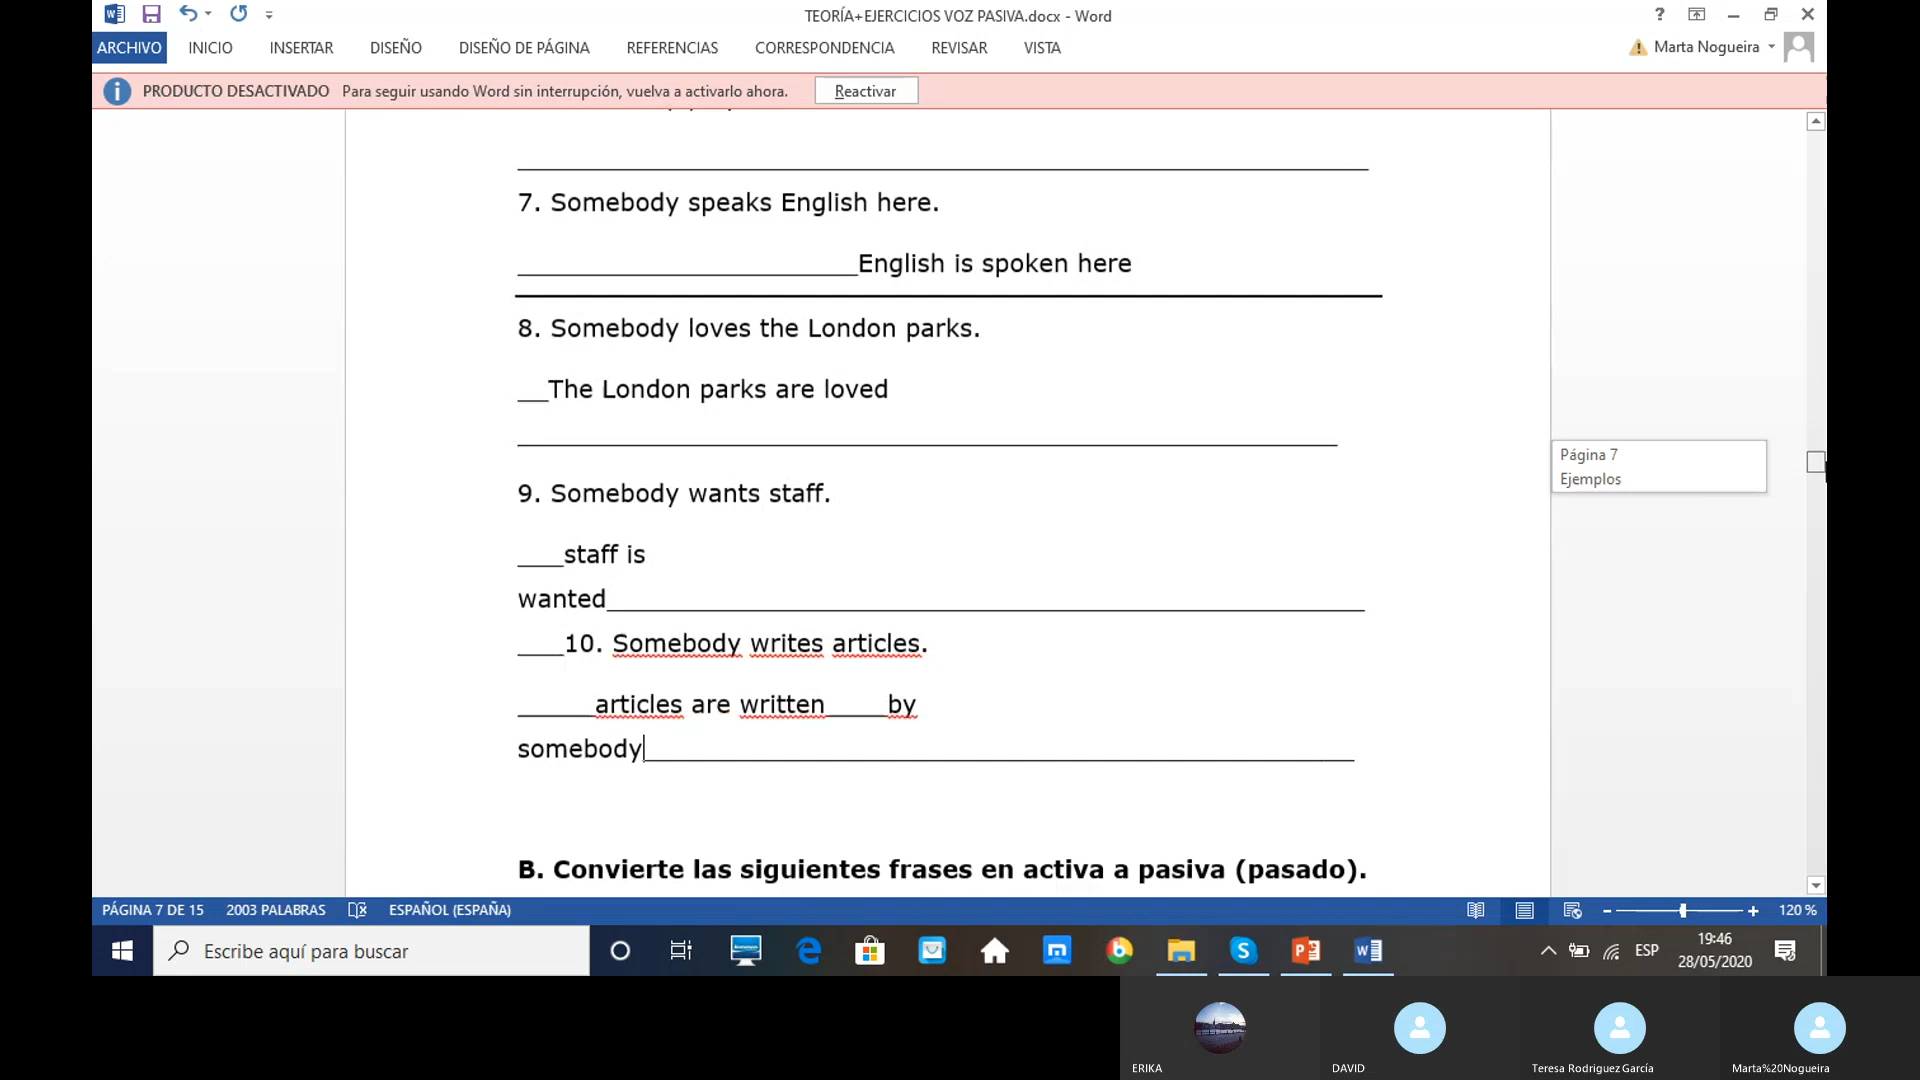 TEORÍA+EJERCICIOS VOZ PASIVA.docx - Word
?
ARCHIVO INICIO INSERTAR DISEÑO DISEÑO DE PÁGINA REFERENCIAS CORRESPONDENCIA REVISAR VISTA
Marta Nogueira
PRODUCTO DESACTIVADO Para seguir usando Word sin interrupción, vuelva a activarlo ahora. Reactivar
7. Somebody speaks English here.
______________________English is spoken here
8. Somebody loves the London parks.
__The London parks are loved
9. Somebody wants staff.
___staff is
wanted_________________________________________________
___10. Somebody writes articles.
_____articles are written____by
somebody______________________________________________
B. Convierte las siguientes frases en activa a pasiva (pasado).
Página 7
Ejemplos
PÁGINA 7 DE 15 2003 PALABRAS ESPAÑOL (ESPAÑA) 120 %
Escribe aquí para buscar
ESP
19:46
28/05/2020
ERIKA DAVID Teresa Rodriguez García Marta%20Nogueira